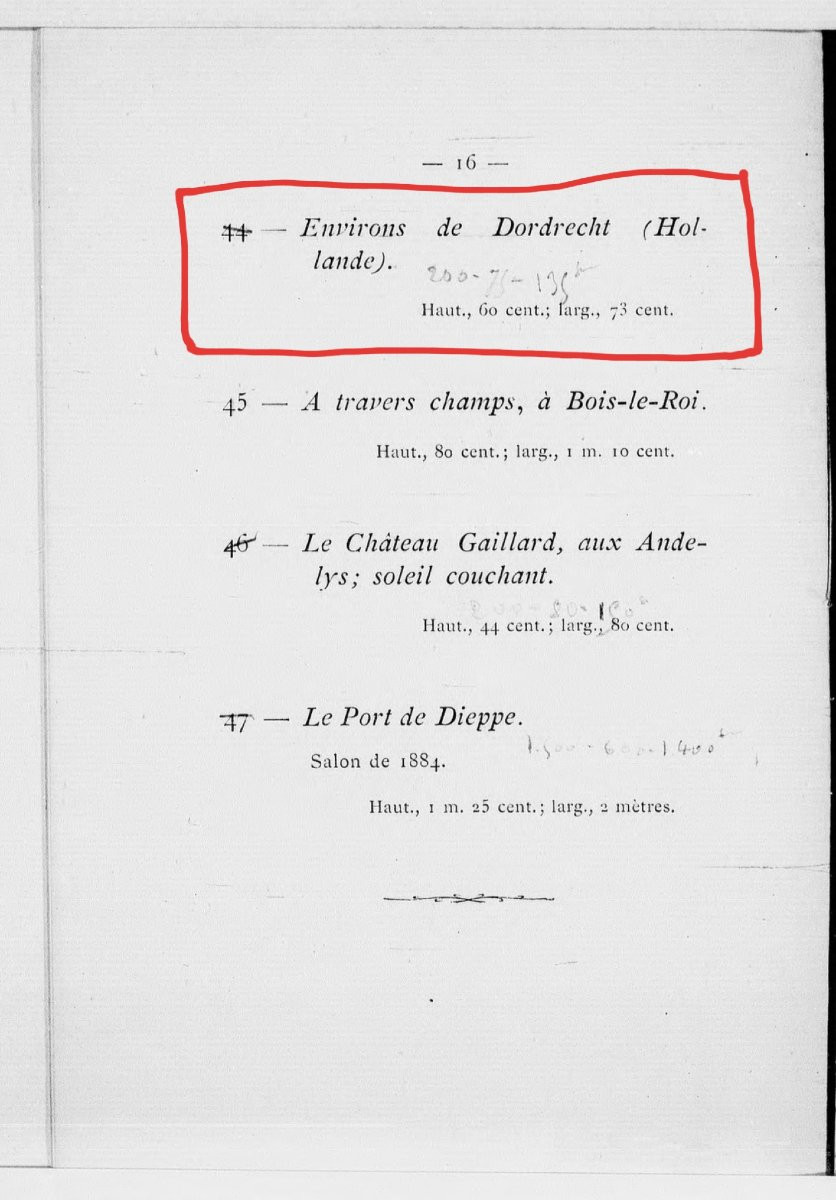 — 16 —
44 — Environs de Dordrecht (Hol-
lande).
200-75-135
Haut., 60 cent.; larg., 73 cent.
45 — A travers champs, à Bois-le-Roi.
Haut., 80 cent.; larg., 1 m. 10 cent.
46 — Le Château Gaillard, aux Ande-
lys; soleil couchant.
Haut., 44 cent.; larg., 80 cent.
47 — Le Port de Dieppe.
Salon de 1884.
Haut., 1 m. 25 cent.; larg., 2 mètres.